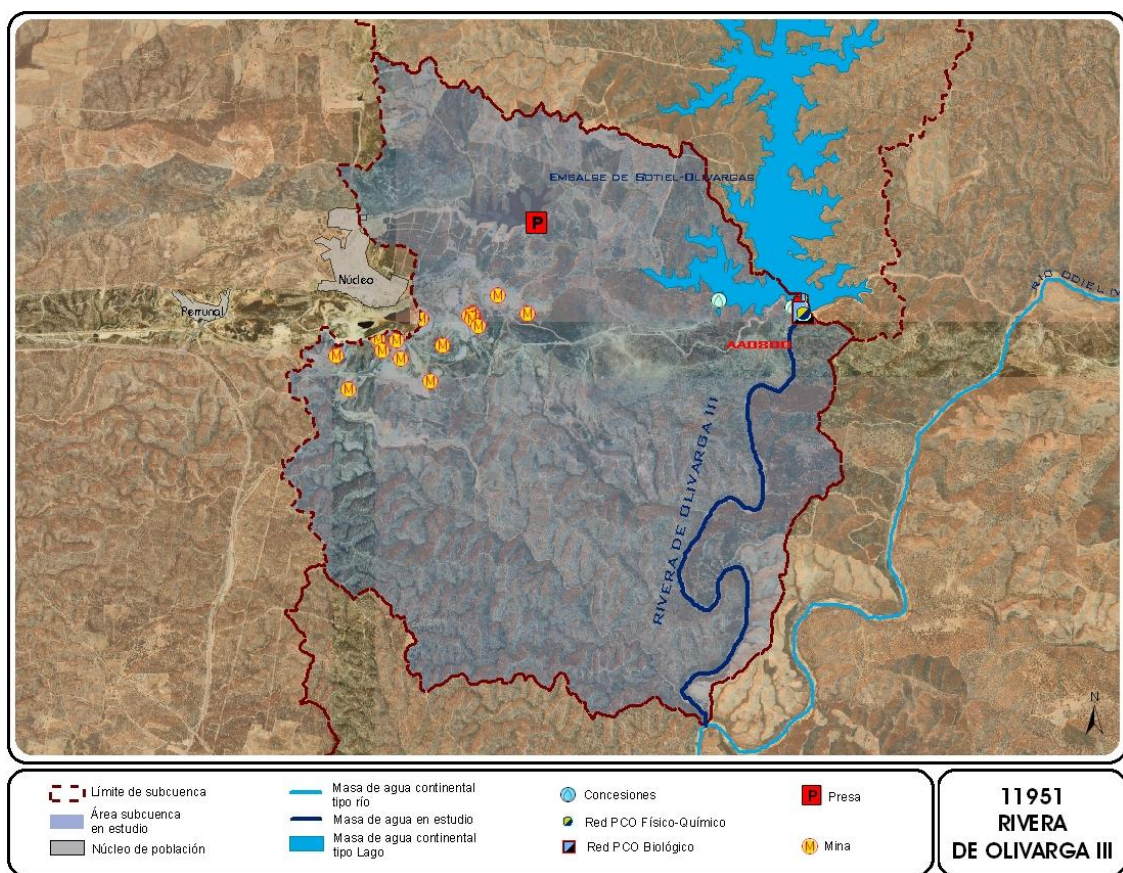 EMBALSE DE SOTIEL-OLIVARGAS
P
RIO ODIEL IV
Núcleo
Perrunal
M
M
M
M
M
M
M
M
M
M
M
M
AA0800
RIVERA DE OLIVARGA III
N
Límite de subcuenca
Área subcuenca
en estudio
Núcleo de población
Masa de agua continental
tipo río
Masa de agua en estudio
Masa de agua continental
tipo Lago
Concesiones
Red PCO Físico-Químico
Red PCO Biológico
P Presa
M Mina
11951
RIVERA
DE OLIVARGA III